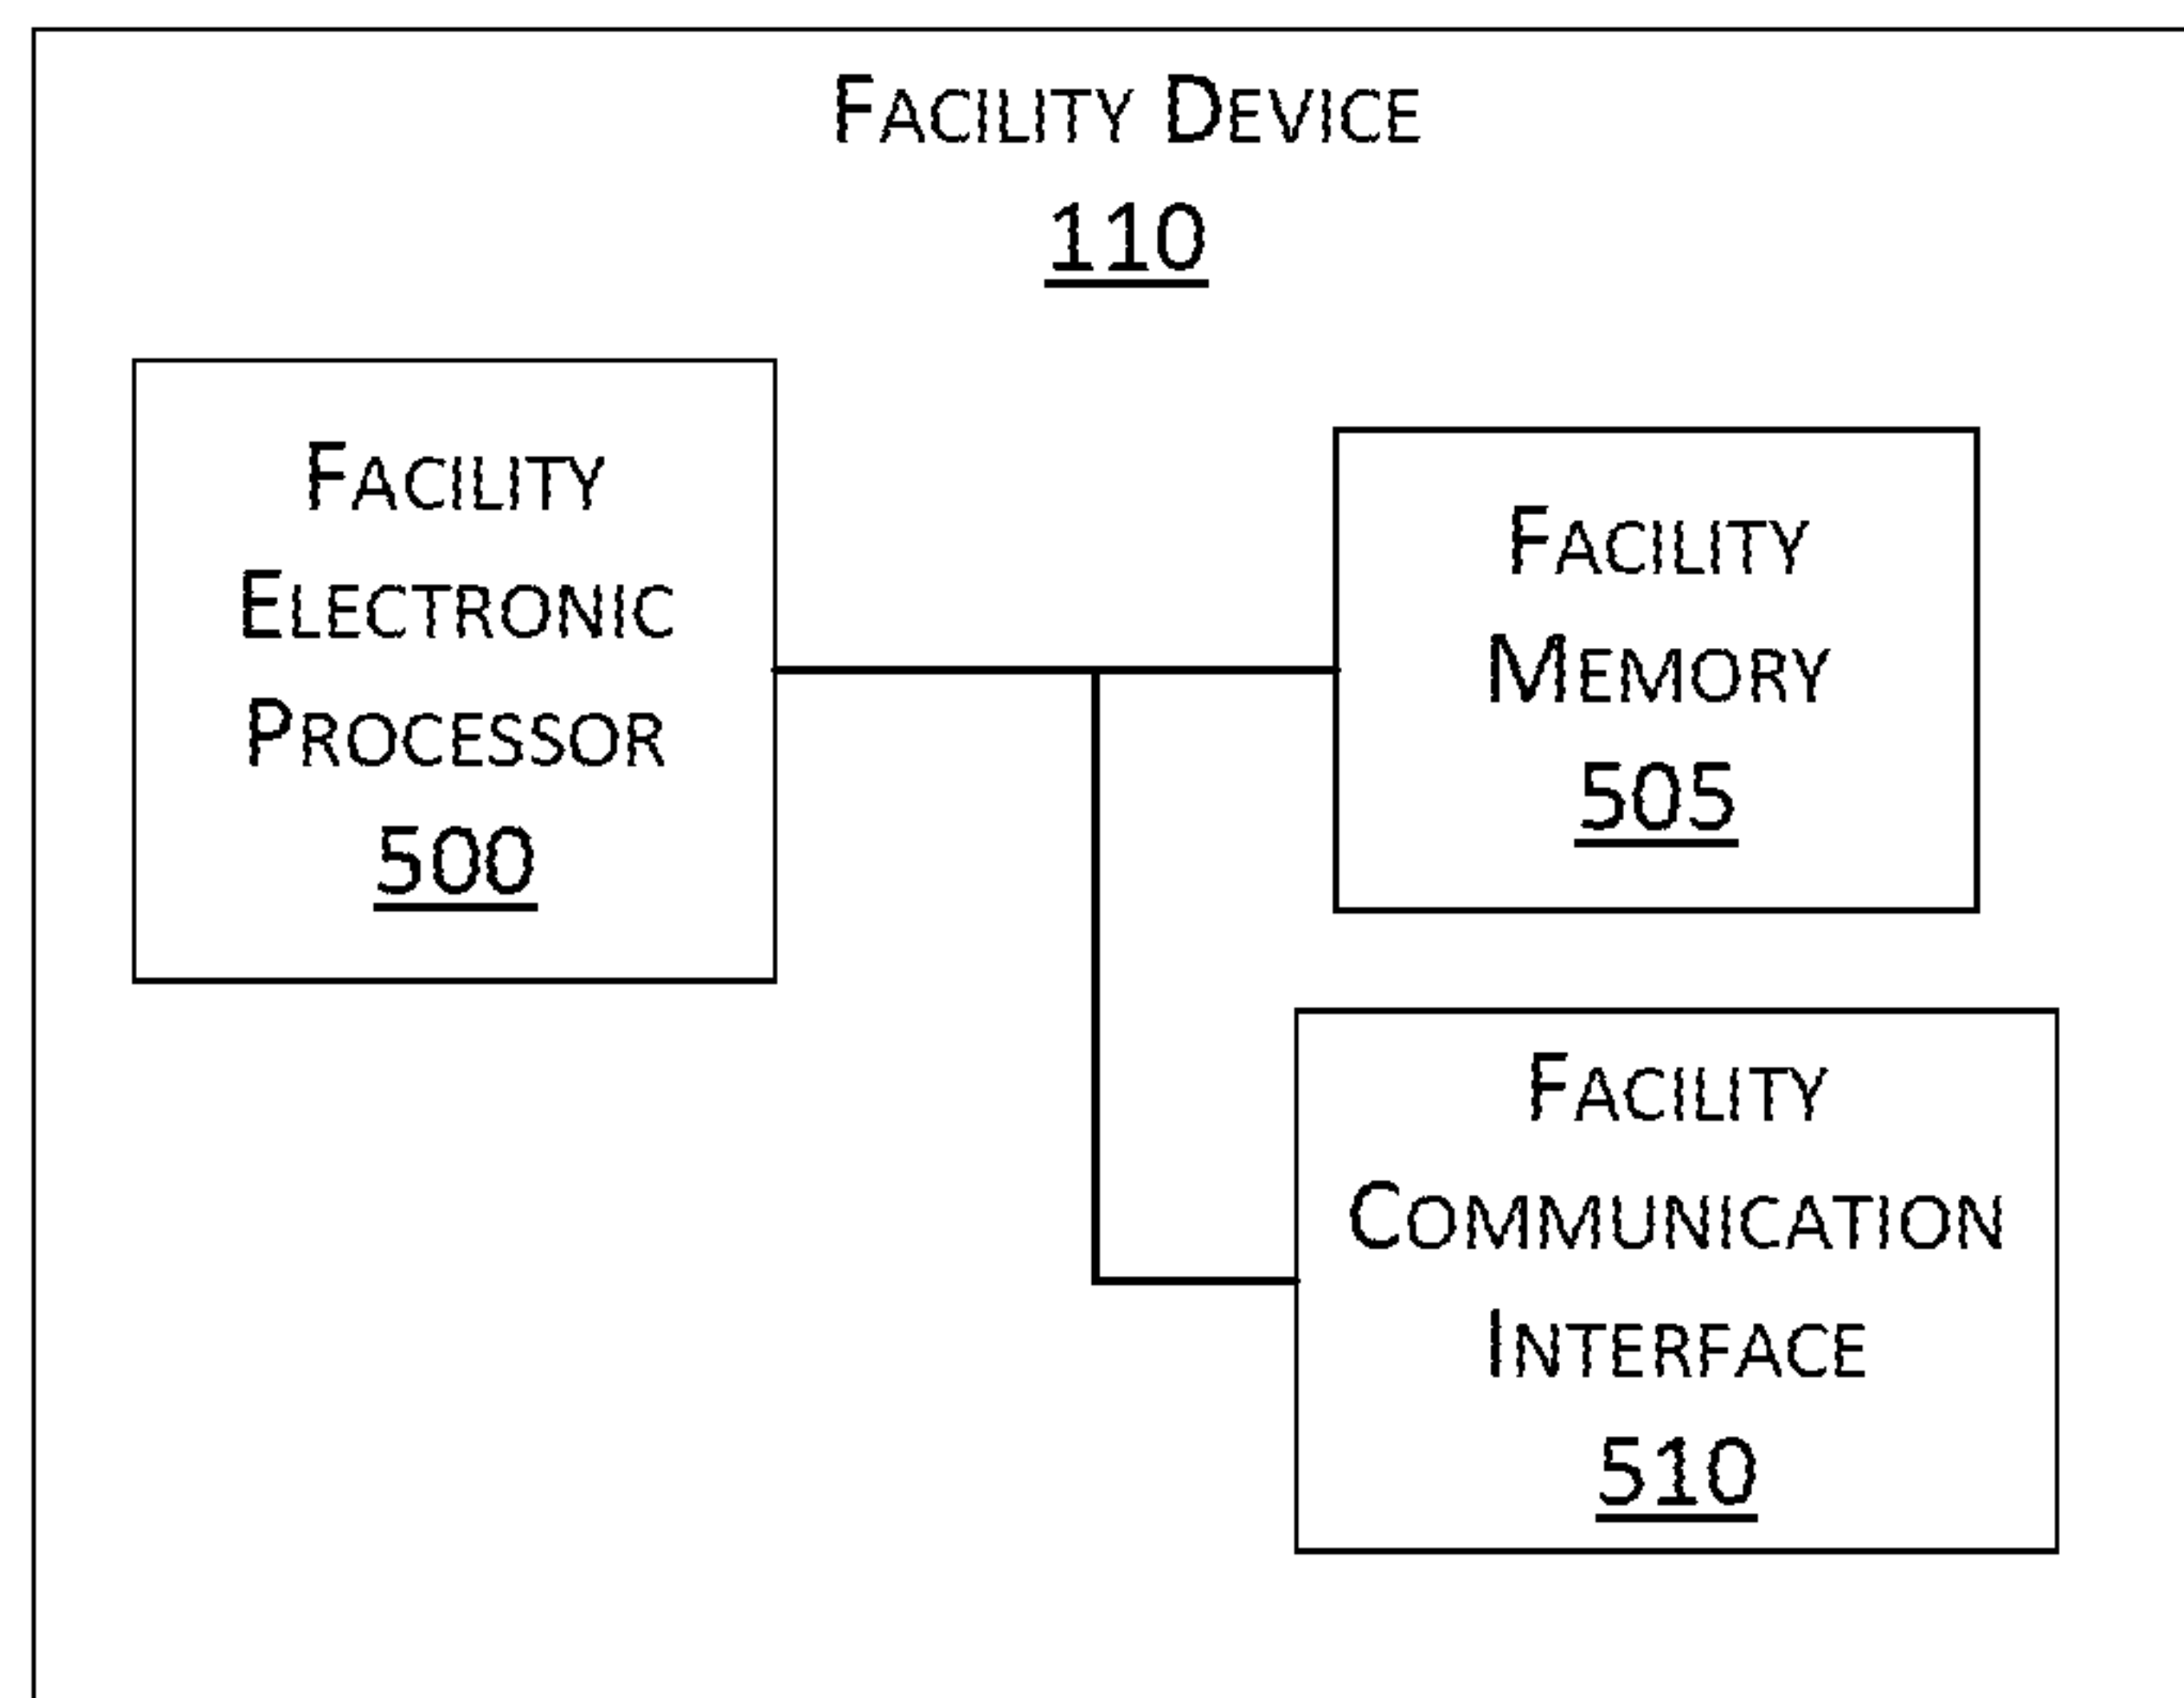 Facility Device
110
Facility
Electronic
Processor
500
Facility
Memory
505
Facility
Communication
Interface
510